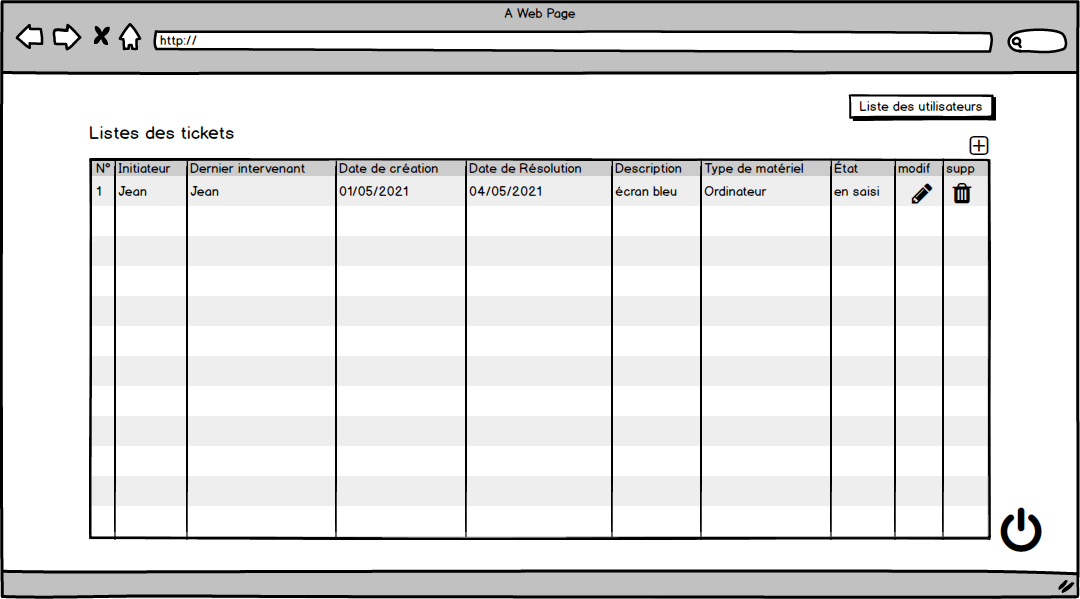 A Web Page
http://
Liste des utilisateurs
Listes des tickets
N° Initiateur Dernier intervenant Date de création Date de Résolution Description Type de matériel État modif supp
1 Jean Jean 01/05/2021 04/05/2021 écran bleu Ordinateur en saisi